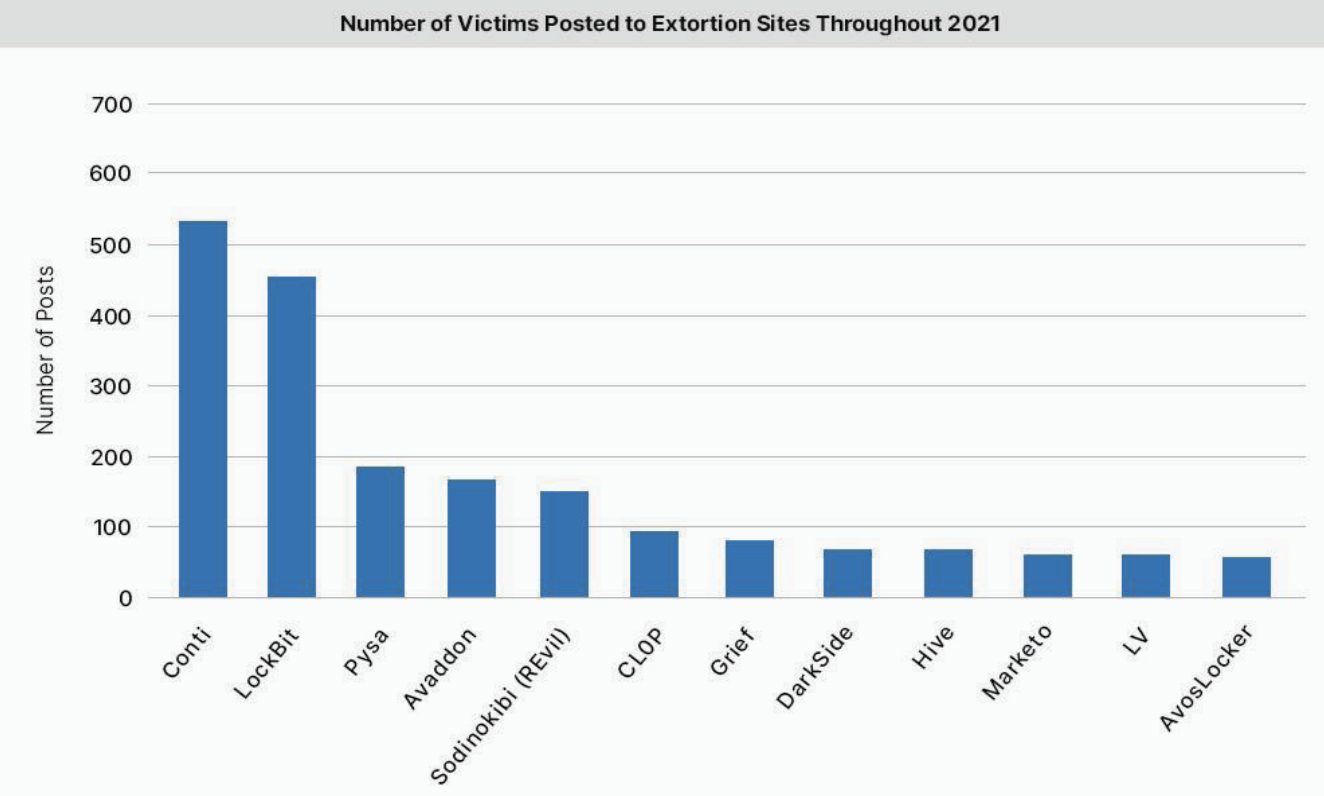 Number of Victims Posted to Extortion Sites Throughout 2021
700
600
500
400
300
200
100
0
Number of Posts
Conti
LockBit
Pysa
Avaddon
Sodinokibi (REvil)
CL0P
Grief
DarkSide
Hive
Marketo
LV
AvosLocker